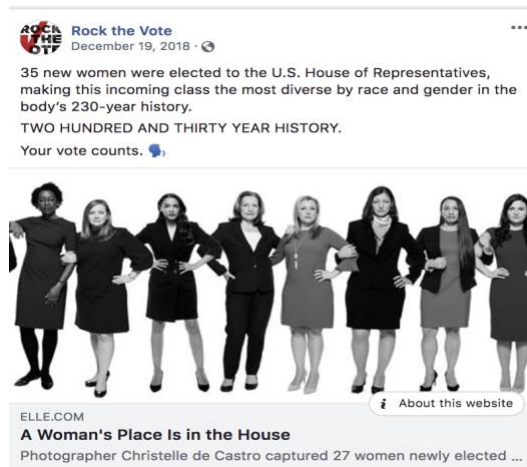 ROCK
THE
VOTE
Rock the Vote
December 19, 2018 ·
35 new women were elected to the U.S. House of Representatives,
making this incoming class the most diverse by race and gender in the
body's 230-year history.
TWO HUNDRED AND THIRTY YEAR HISTORY.
Your vote counts.
i About this website
ELLE.COM
A Woman's Place Is in the House
Photographer Christelle de Castro captured 27 women newly elected ...